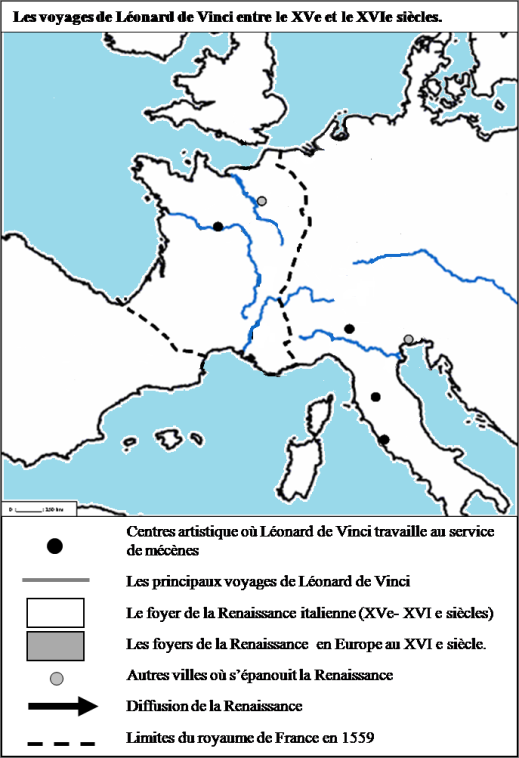 Les voyages de Léonard de Vinci entre le XVe et le XVIe siècles.
Centres artistique où Léonard de Vinci travaille au service
de mécènes
Les principaux voyages de Léonard de Vinci
Le foyer de la Renaissance italienne (XVe- XVI e siècles)
Les foyers de la Renaissance en Europe au XVI e siècle.
Autres villes où s'épanouit la Renaissance
Diffusion de la Renaissance
Limites du royaume de France en 1559